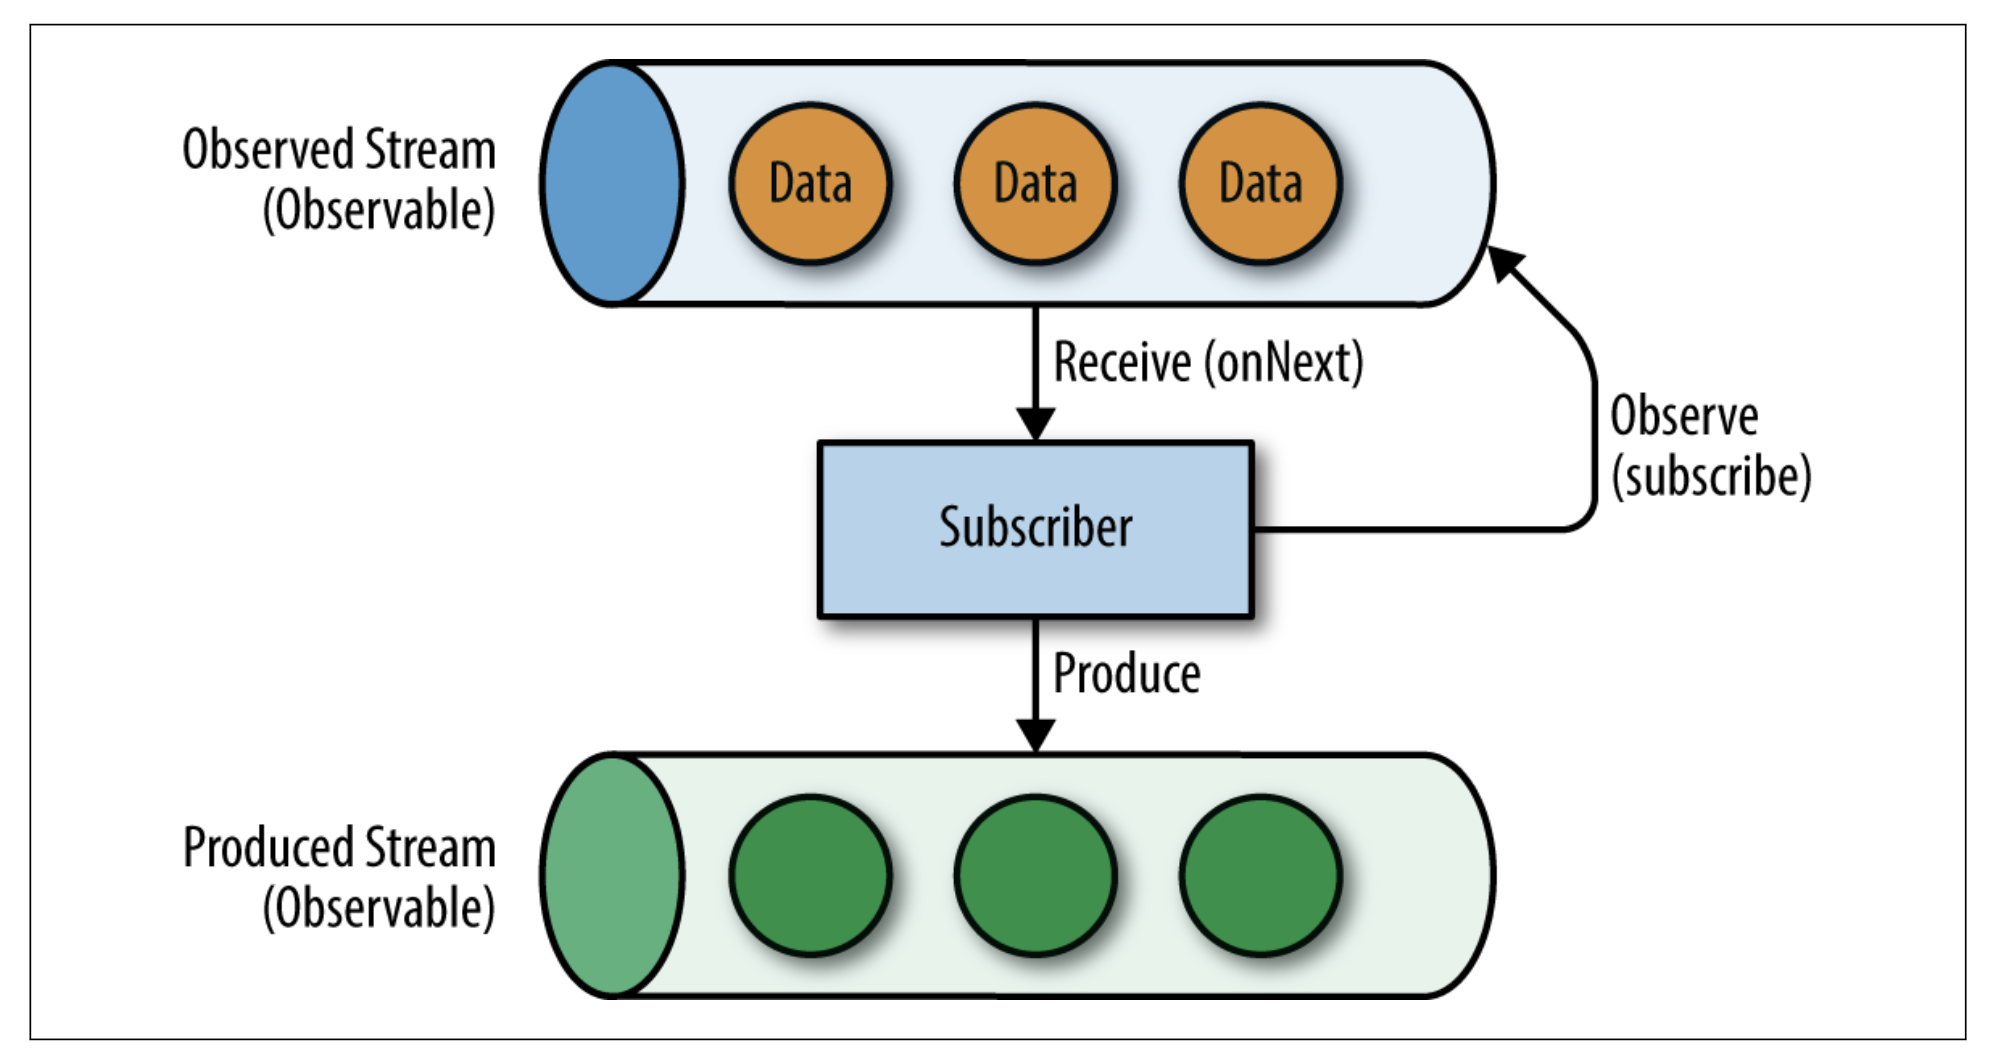 Observed Stream
(Observable)
Data
Data
Data
Receive (onNext)
Observe
(subscribe)
Subscriber
Produce
Produced Stream
(Observable)